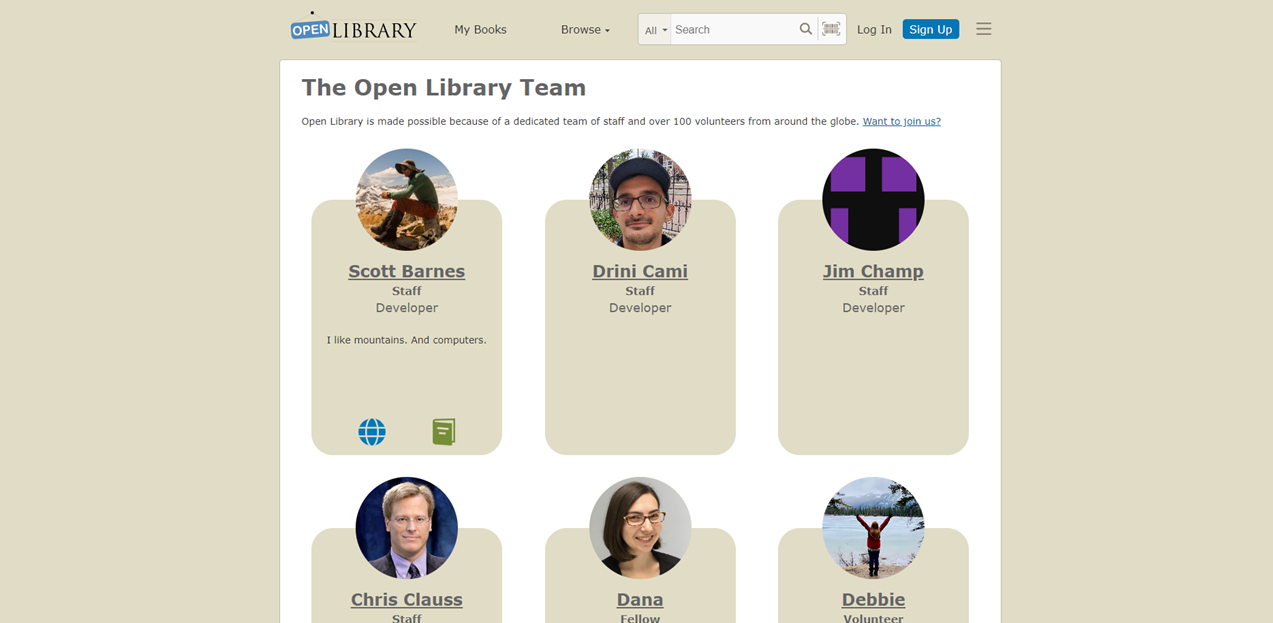 OPEN LIBRARY
My Books
Browse
All
Search
Log In
Sign Up
The Open Library Team
Open Library is made possible because of a dedicated team of staff and over 100 volunteers from around the globe. Want to join us?
Scott Barnes
Staff
Developer
I like mountains. And computers.
Drini Cami
Staff
Developer
Jim Champ
Staff
Developer
Chris Clauss
Staff
Dana
Fellow
Debbie
Volunteer